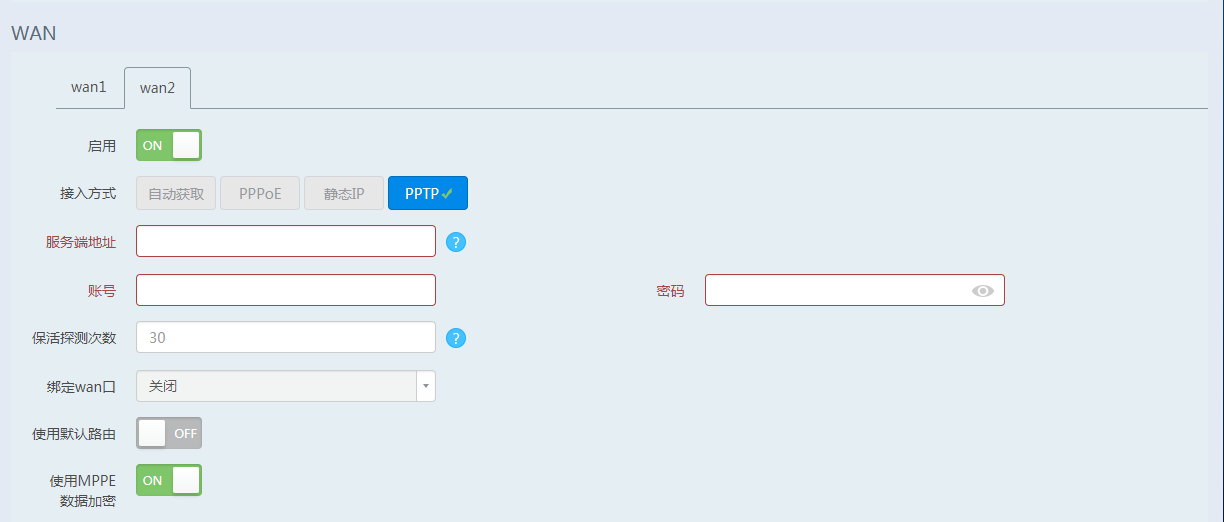 WAN
wan1 wan2
启用 ON
接入方式 自动获取 PPPoE 静态IP PPTP
服务端地址 ?
账号 密码
保活探测次数 30 ?
绑定wan口 关闭
使用默认路由 OFF
使用MPPE ON
数据加密